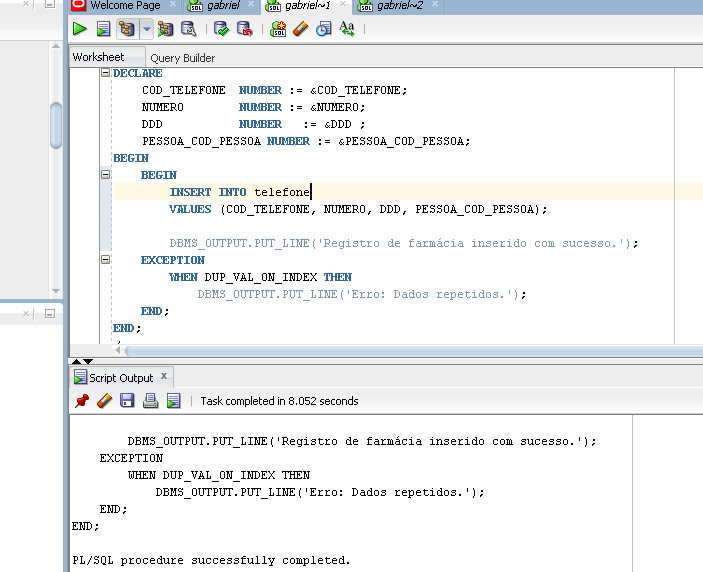 Welcome Page
gabriel
gabriel~1
gabriel~2
Worksheet
Query Builder
DECLARE
COD_TELEFONE NUMBER := &COD_TELEFONE;
NUMERO NUMBER := &NUMERO;
DDD NUMBER := &DDD ;
PESSOA_COD_PESSOA NUMBER := &PESSOA_COD_PESSOA;
BEGIN
BEGIN
INSERT INTO telefone
VALUES (COD_TELEFONE, NUMERO, DDD, PESSOA_COD_PESSOA);
DBMS_OUTPUT.PUT_LINE('Registro de farmácia inserido com sucesso.');
EXCEPTION
WHEN DUP_VAL_ON_INDEX THEN
DBMS_OUTPUT.PUT_LINE('Erro: Dados repetidos.');
END;
END;
Script Output
Task completed in 8.052 seconds
DBMS_OUTPUT.PUT_LINE('Registro de farmácia inserido com sucesso.');
EXCEPTION
WHEN DUP_VAL_ON_INDEX THEN
DBMS_OUTPUT.PUT_LINE('Erro: Dados repetidos.');
END;
END;
PL/SQL procedure successfully completed.